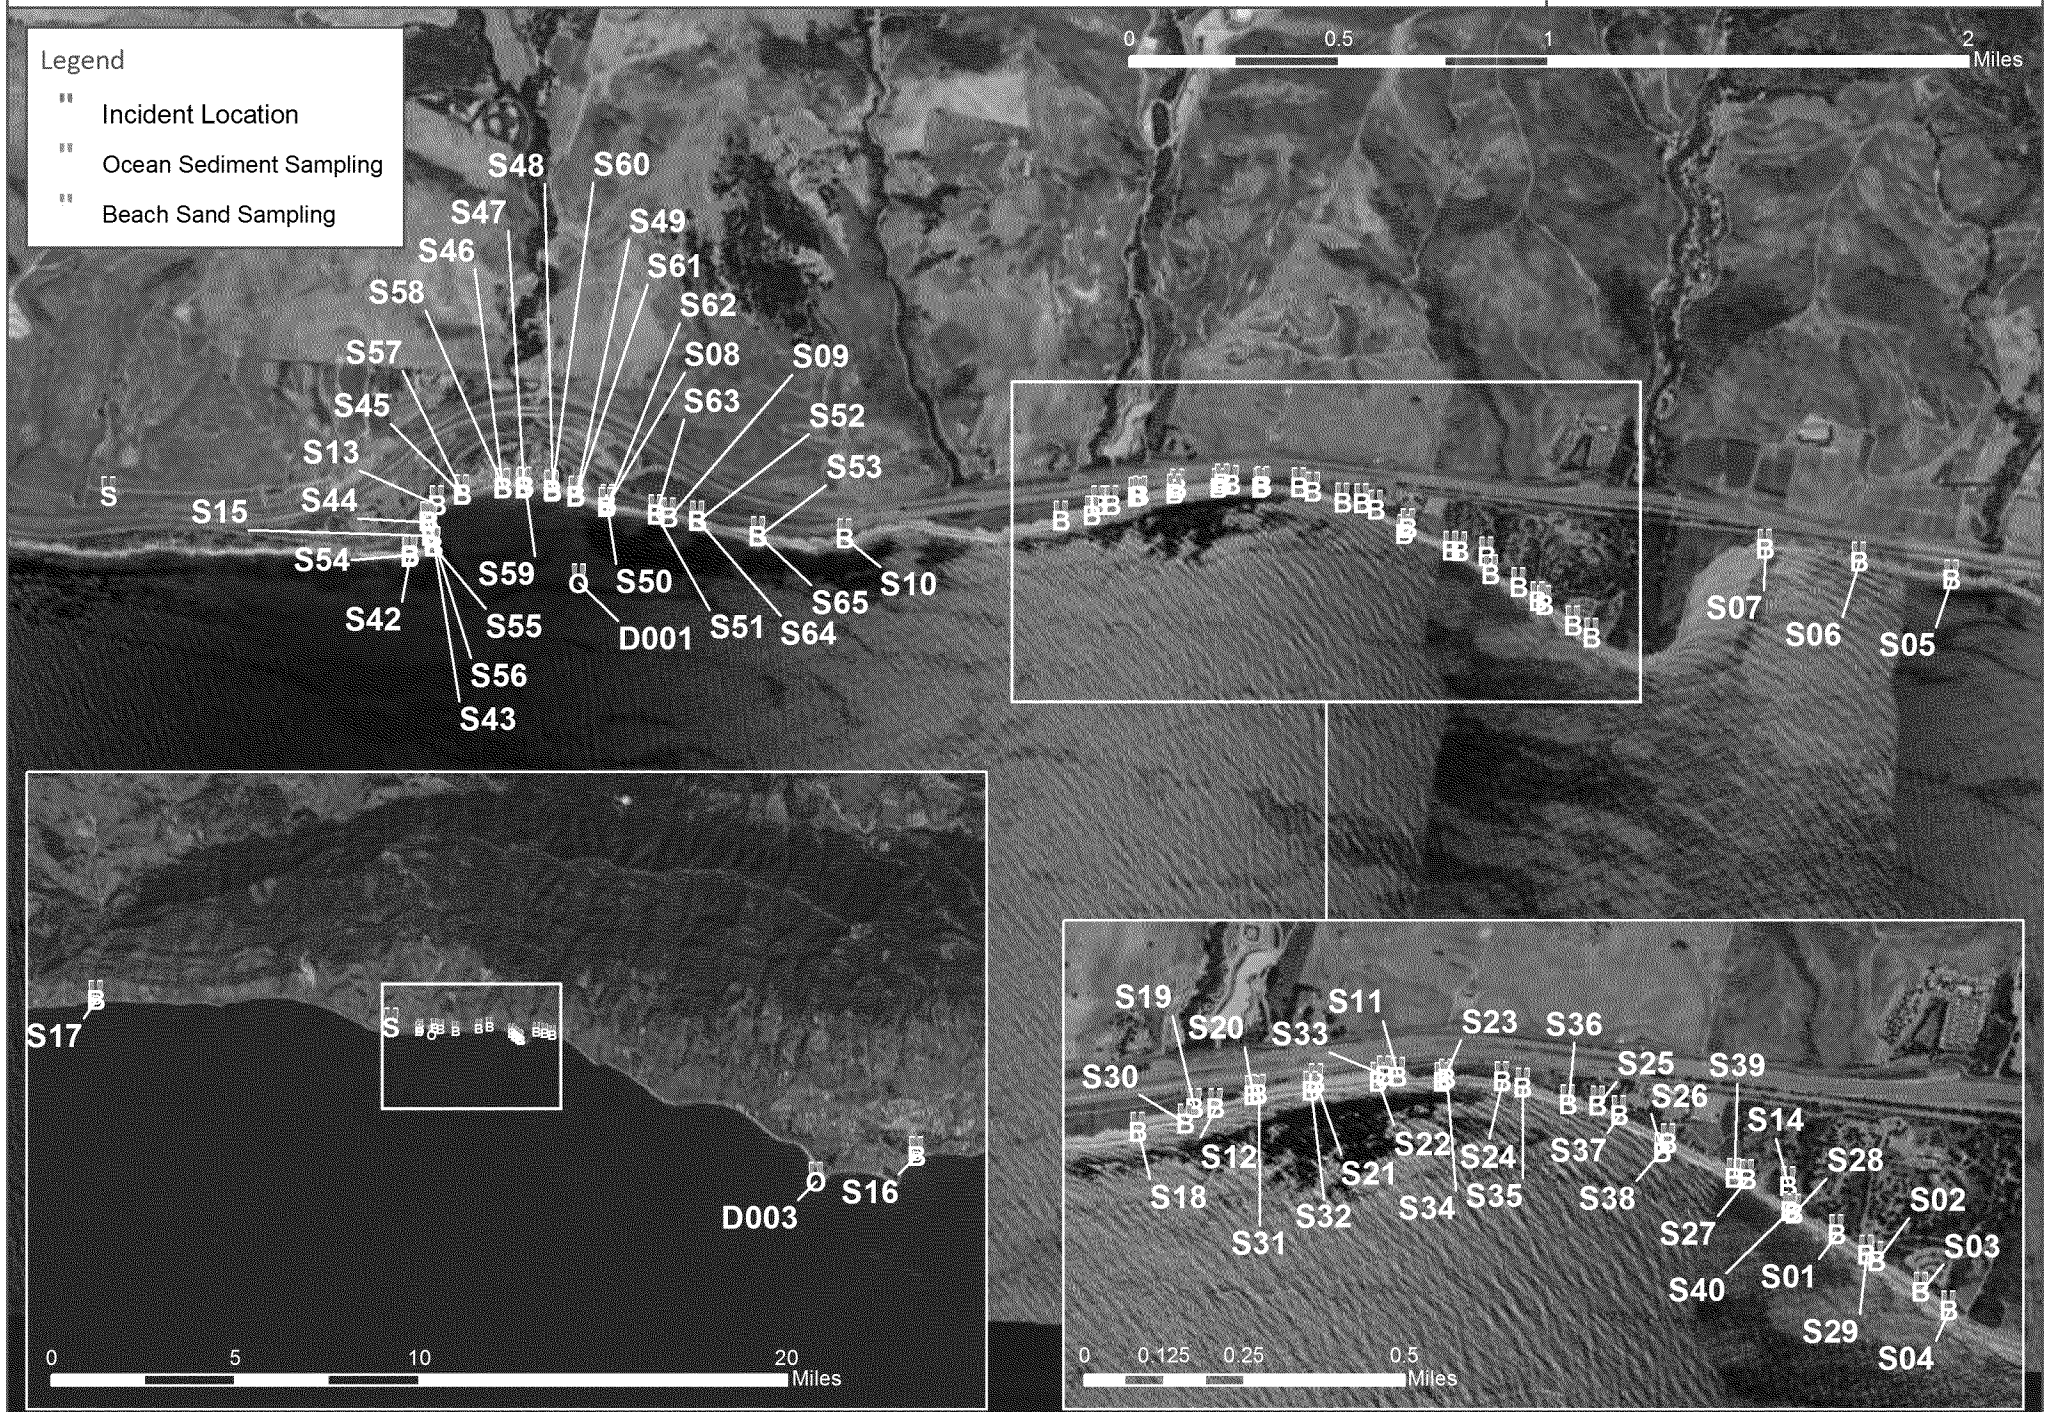 0 0.5 1 2
Miles
Legend
Incident Location
Ocean Sediment Sampling
Beach Sand Sampling
S48 S60
S47 S49
S46 S61
S58 S62
S57 S08 S09
S45 S63 S52
S13 S53
S44
S15
S54 S59 S50 S10
S42 S55 D001 S51 S64 S65
S56
S43
S07 S06 S05
S
O
B
S17
S
D003
S16
0 5 10 20
Miles
S19 S11
S20 S33 S23 S36
S30 S25 S39
S26
S14
S12 S22 S24 S37 S28
S18 S21 S35 S38 S02
S32 S34
S31 S27 S03
S40 S01
S29
S04
0 0.125 0.25 0.5
Miles